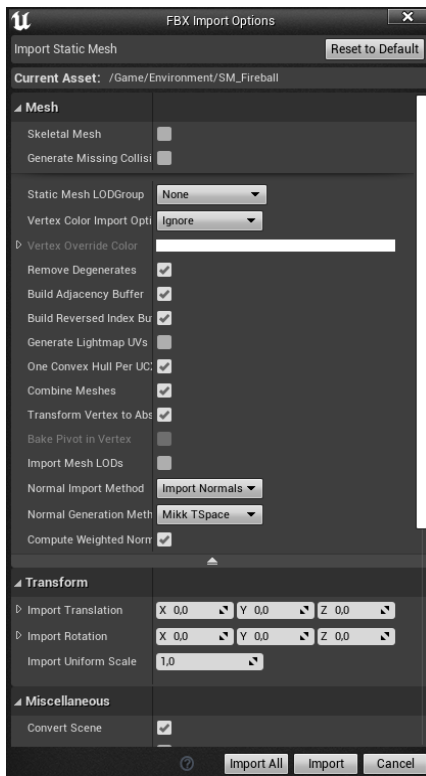 FBX Import Options
Import Static Mesh Reset to Default
Current Asset: /Game/Environment/SM_Fireball
Mesh
Skeletal Mesh
Generate Missing Collisi
Static Mesh LODGroup None
Vertex Color Import Opti Ignore
Vertex Override Color
Remove Degenerates
Build Adjacency Buffer
Build Reversed Index Bu
Generate Lightmap UVs
One Convex Hull Per UC
Combine Meshes
Transform Vertex to Abs
Bake Pivot in Vertex
Import Mesh LODs
Normal Import Method Import Normals
Normal Generation Meth Mikk TSpace
Compute Weighted Norm
Transform
Import Translation X 0,0 Y 0,0 Z 0,0
Import Rotation X 0,0 Y 0,0 Z 0,0
Import Uniform Scale 1,0
Miscellaneous
Convert Scene
Import All Import Cancel